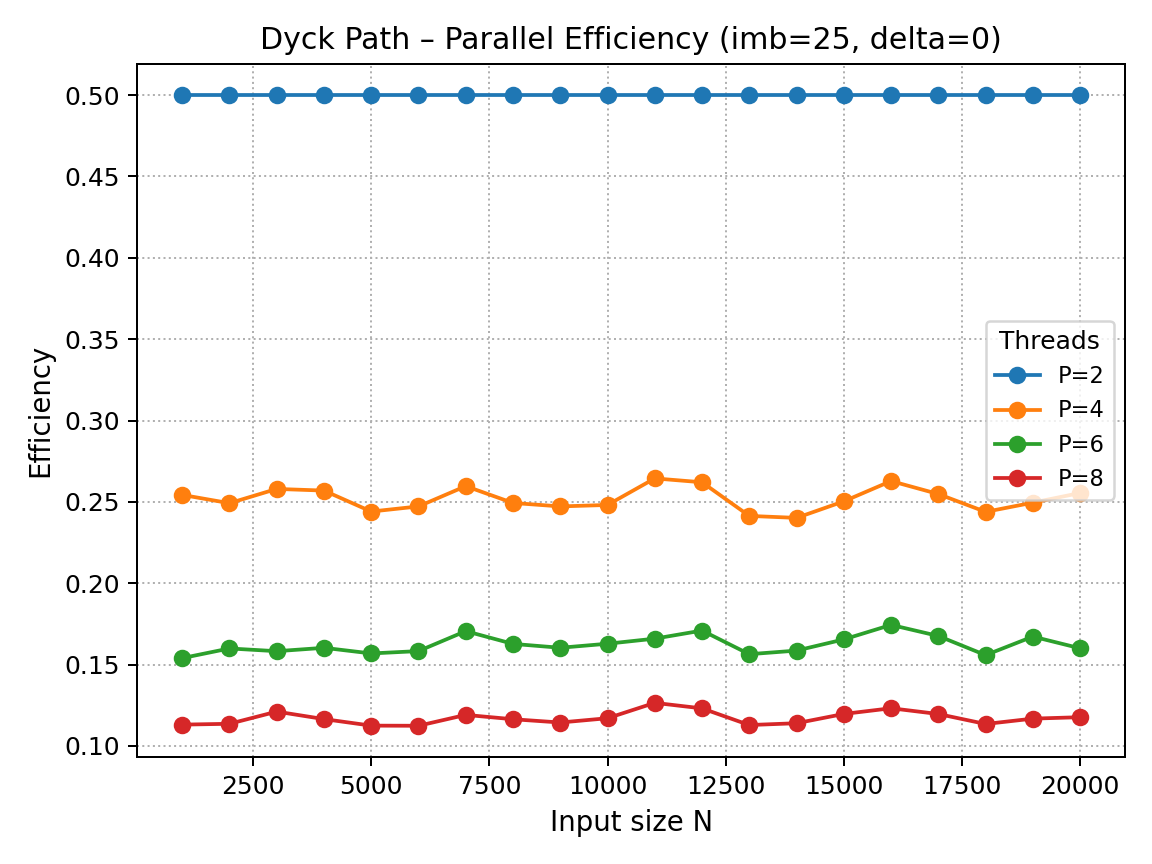 Dyck Path – Parallel Efficiency (imb=25, delta=0)
Efficiency
0.50
0.45
0.40
0.35
0.30
0.25
0.20
0.15
0.10
Threads
P=2
P=4
P=6
P=8
2500 5000 7500 10000 12500 15000 17500 20000
Input size N